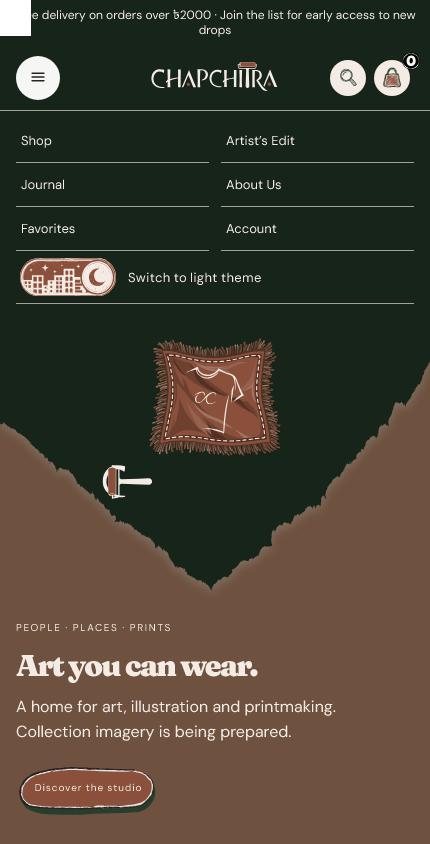 delivery on orders over ৳2000 · Join the list for early access to new
drops
CHAPCHITRA
0
Shop
Artist's Edit
Journal
About Us
Favorites
Account
Switch to light theme
OC
PEOPLE · PLACES · PRINTS
Art you can wear.
A home for art, illustration and printmaking.
Collection imagery is being prepared.
Discover the studio